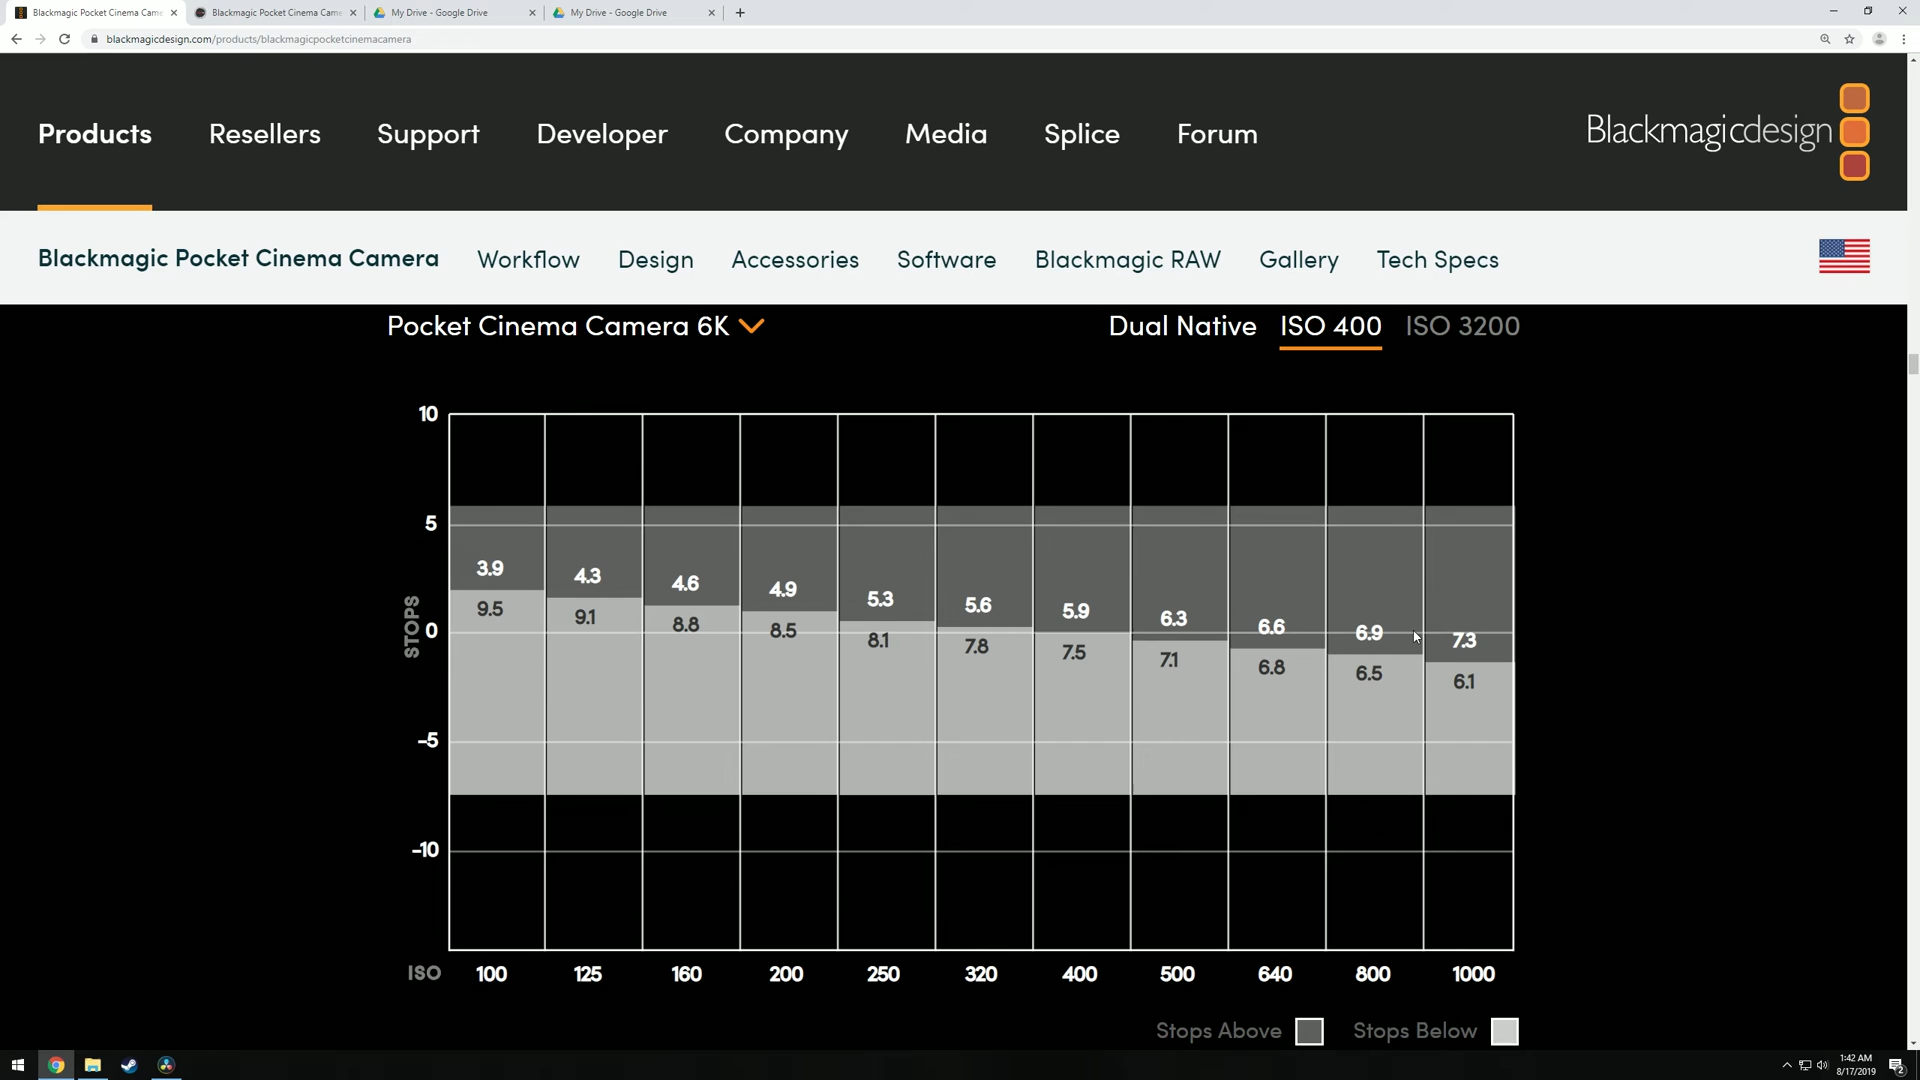 Blackmagic Pocket Cinema Came
Blackmagic Pocket Cinema Came
My Drive - Google Drive
My Drive - Google Drive
blackmagicdesign.com/products/blackmagicpocketcinemacamera
Products Resellers Support Developer Company Media Splice Forum
Blackmagicdesign
Blackmagic Pocket Cinema Camera Workflow Design Accessories Software Blackmagic RAW Gallery Tech Specs
Pocket Cinema Camera 6K
Dual Native ISO 400 ISO 3200
10
5
0
-5
-10
STOPS
3.9 4.3 4.6 4.9 5.3 5.6 5.9 6.3 6.6 6.9 7.3
9.5 9.1 8.8 8.5 8.1 7.8 7.5 7.1 6.8 6.5 6.1
ISO 100 125 160 200 250 320 400 500 640 800 1000
Stops Above Stops Below
1:42 AM
8/17/2019
2